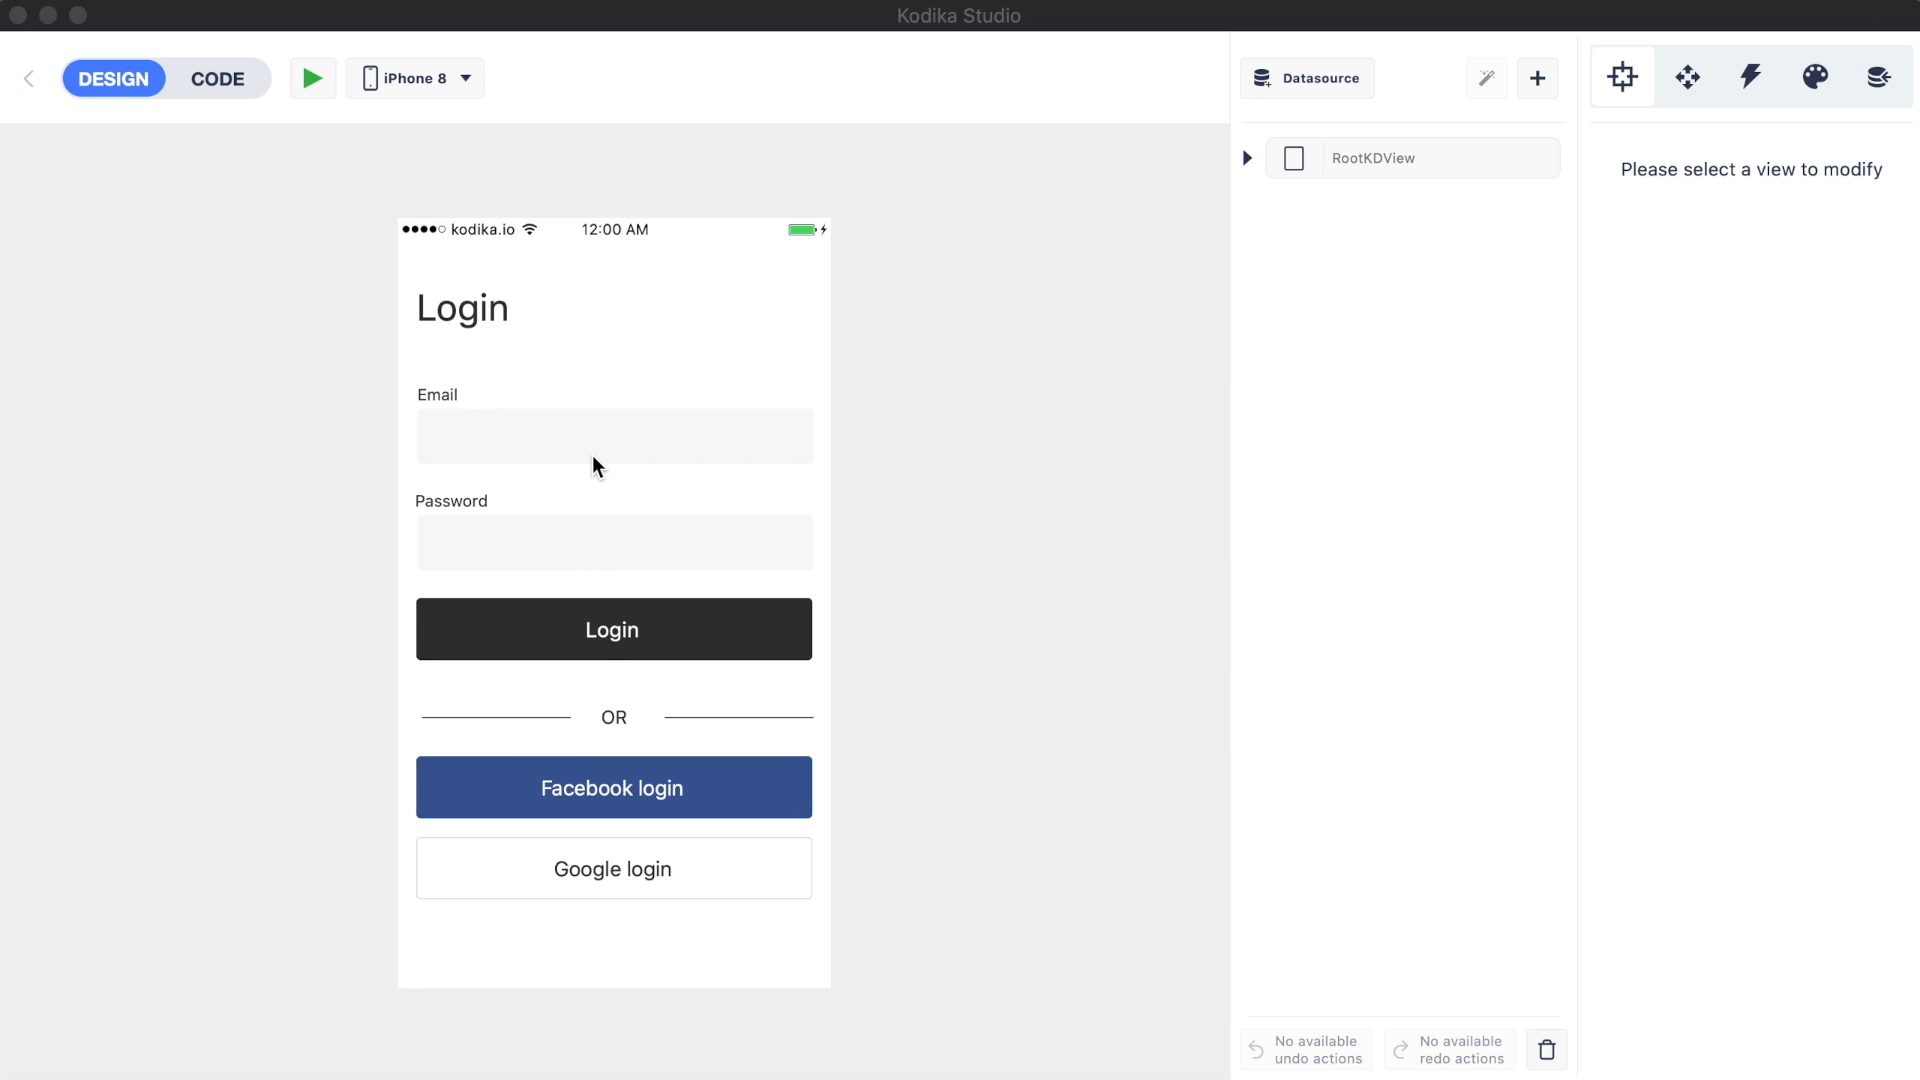 Kodika Studio
DESIGN
CODE
iPhone 8
Datasource
RootKDView
Please select a view to modify
kodika.io
12:00 AM
Login
Email
Password
Login
OR
Facebook login
Google login
No available
undo actions
No available
redo actions